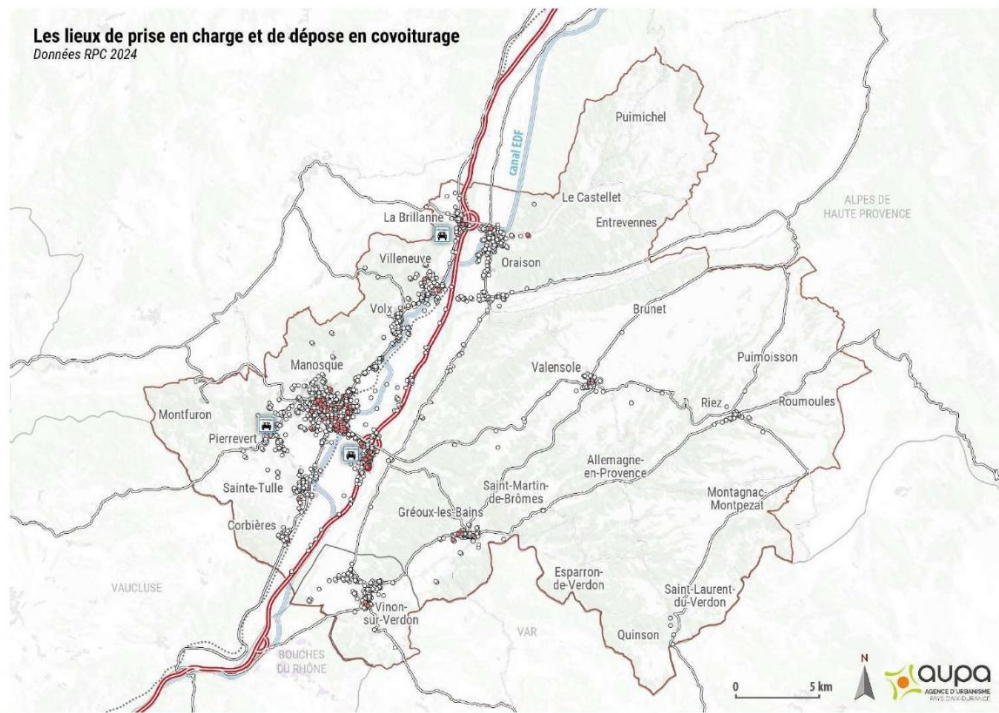 Les lieux de prise en charge et de dépose en covoiturage
Données RPC 2024
Puimichel
canal EDF
Le Castellet
ALPES DE
HAUTE PROVENCE
La Brillanne
Entrevennes
Villeneuve
Oraison
Volx
Brunet
Manosque
Valensole
Puimoisson
Montfuron
Riez
Roumoules
Pierrevert
Allemagne-
en-Provence
Sainte-Tulle
Saint-Martin-
de-Brômes
Montagnac-
Montpezat
Gréoux-les-Bains
Corbières
Esparron-
de-Verdon
VAUCLUSE
Saint-Laurent-
du-Verdon
Vinon-
sur-Verdon
VAR
Quinson
BOUCHES
DU RHÔNE
N
0 5 km
aupa
AGENCE D'URBANISME
PAYS D'AIX-DURANCE